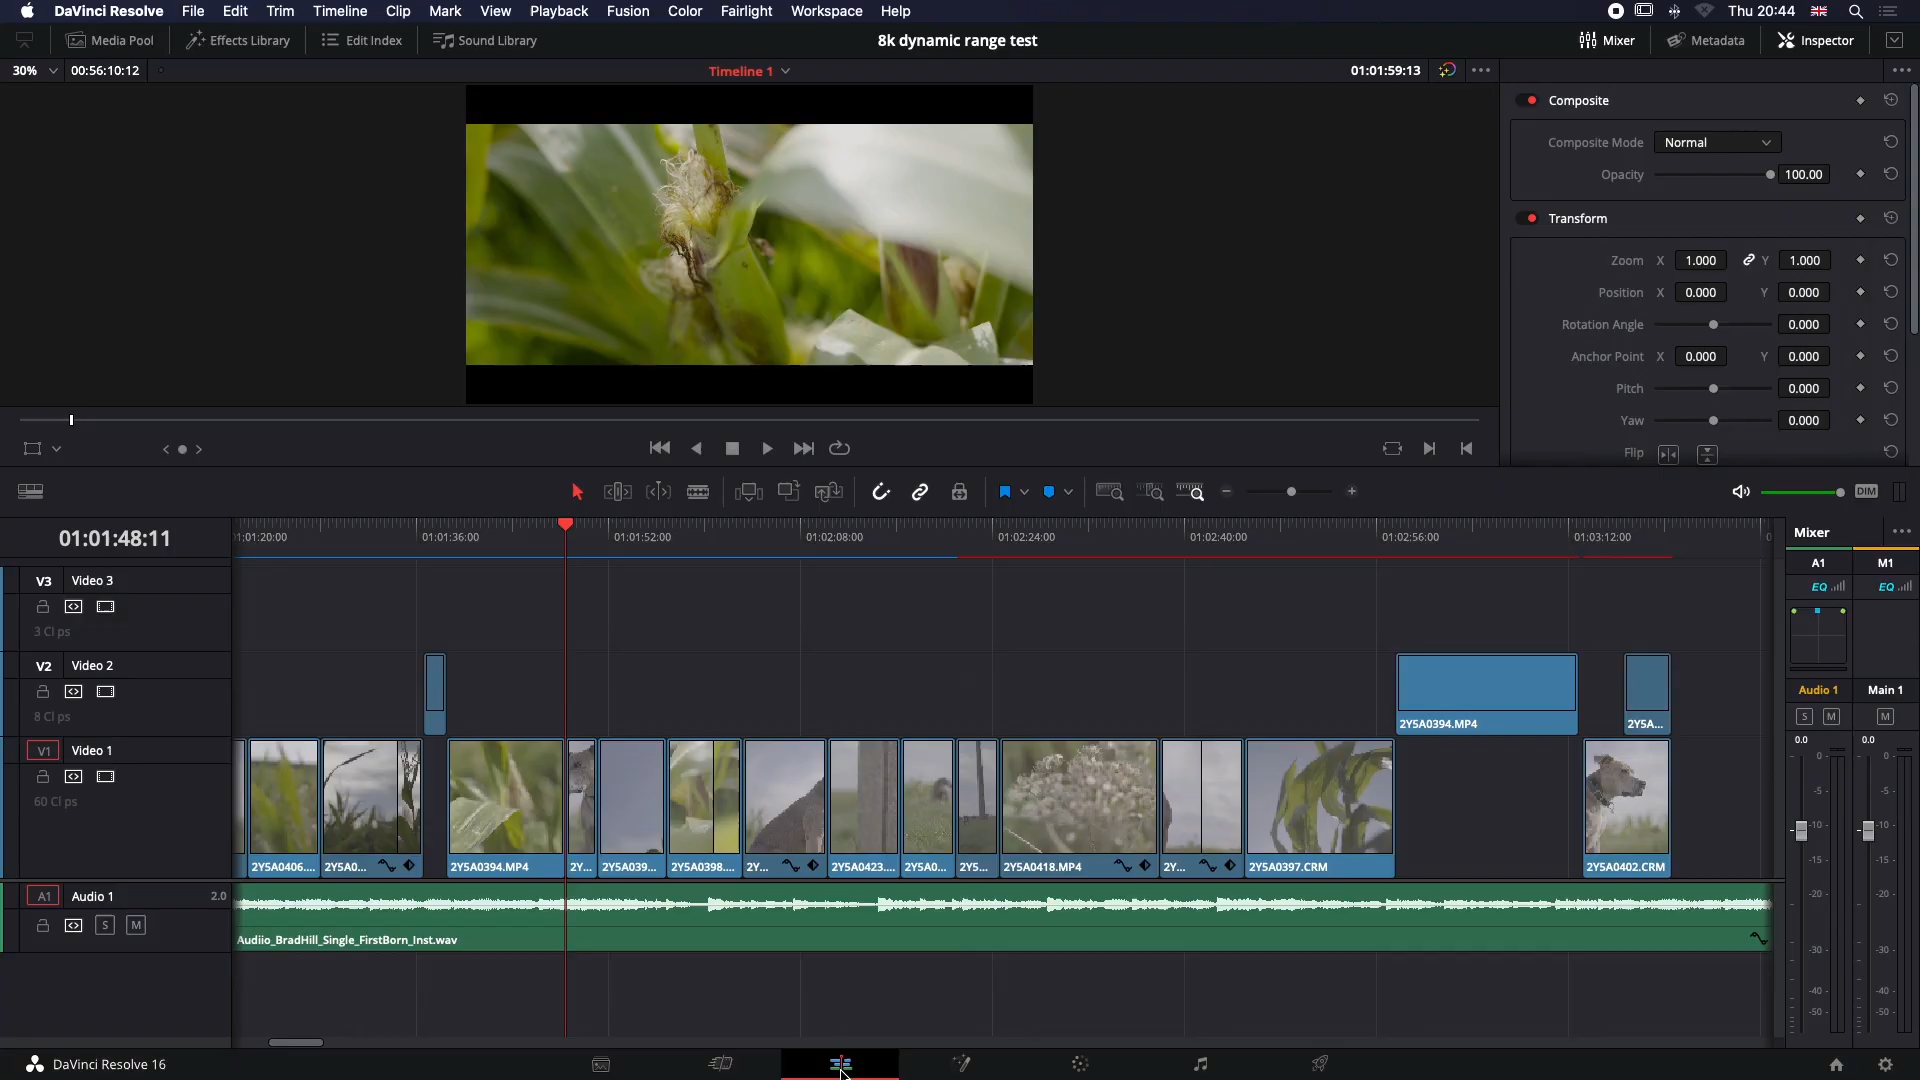 DaVinci Resolve File Edit Trim Timeline Clip Mark View Playback Fusion Color Fairlight Workspace Help Thu 20:44
Media Pool Effects Library Edit Index Sound Library 8k dynamic range test Mixer Metadata Inspector
30% 00:56:10:12 Timeline 1 01:01:59:13
Composite
Composite Mode Normal
Opacity 100.00
Transform
Zoom X 1.000 Y 1.000
Position X 0.000 Y 0.000
Rotation Angle 0.000
Anchor Point X 0.000 Y 0.000
Pitch 0.000
Yaw 0.000
Flip
DIM
01:01:48:11 01:01:36:00 01:01:52:00 01:02:08:00 01:02:24:00 01:02:40:00 01:02:56:00 01:03:12:00
Mixer
A1 M1
EQ EQ
V3 Video 3
3 Clips
V2 Video 2
8 Clips
2Y5A0394.MP4 2Y5A...
Audio 1 Main 1
S M M
V1 Video 1
60 Clips
2Y5A0406.... 2Y5A0... 2Y5A0394.MP4 2Y... 2Y5A039... 2Y5A0398.... 2Y... 2Y5A0423.... 2Y5A0... 2Y5... 2Y5A0418.MP4 2Y... 2Y5A0397.CRM 2Y5A0402.CRM
0.0 0.0
0 0
-5 -5
-10 -10
-15 -15
-20 -20
-30 -30
-40 -40
-50 -50
A1 Audio 1 2.0
S M
Audiio_BradHill_Single_FirstBorn_Inst.wav
DaVinci Resolve 16